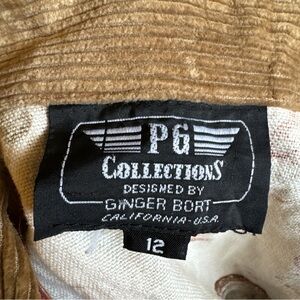 PG
COLLECTIONS
DESIGNED BY
GINGER BORT
CALIFORNIA-U.S.A.
12